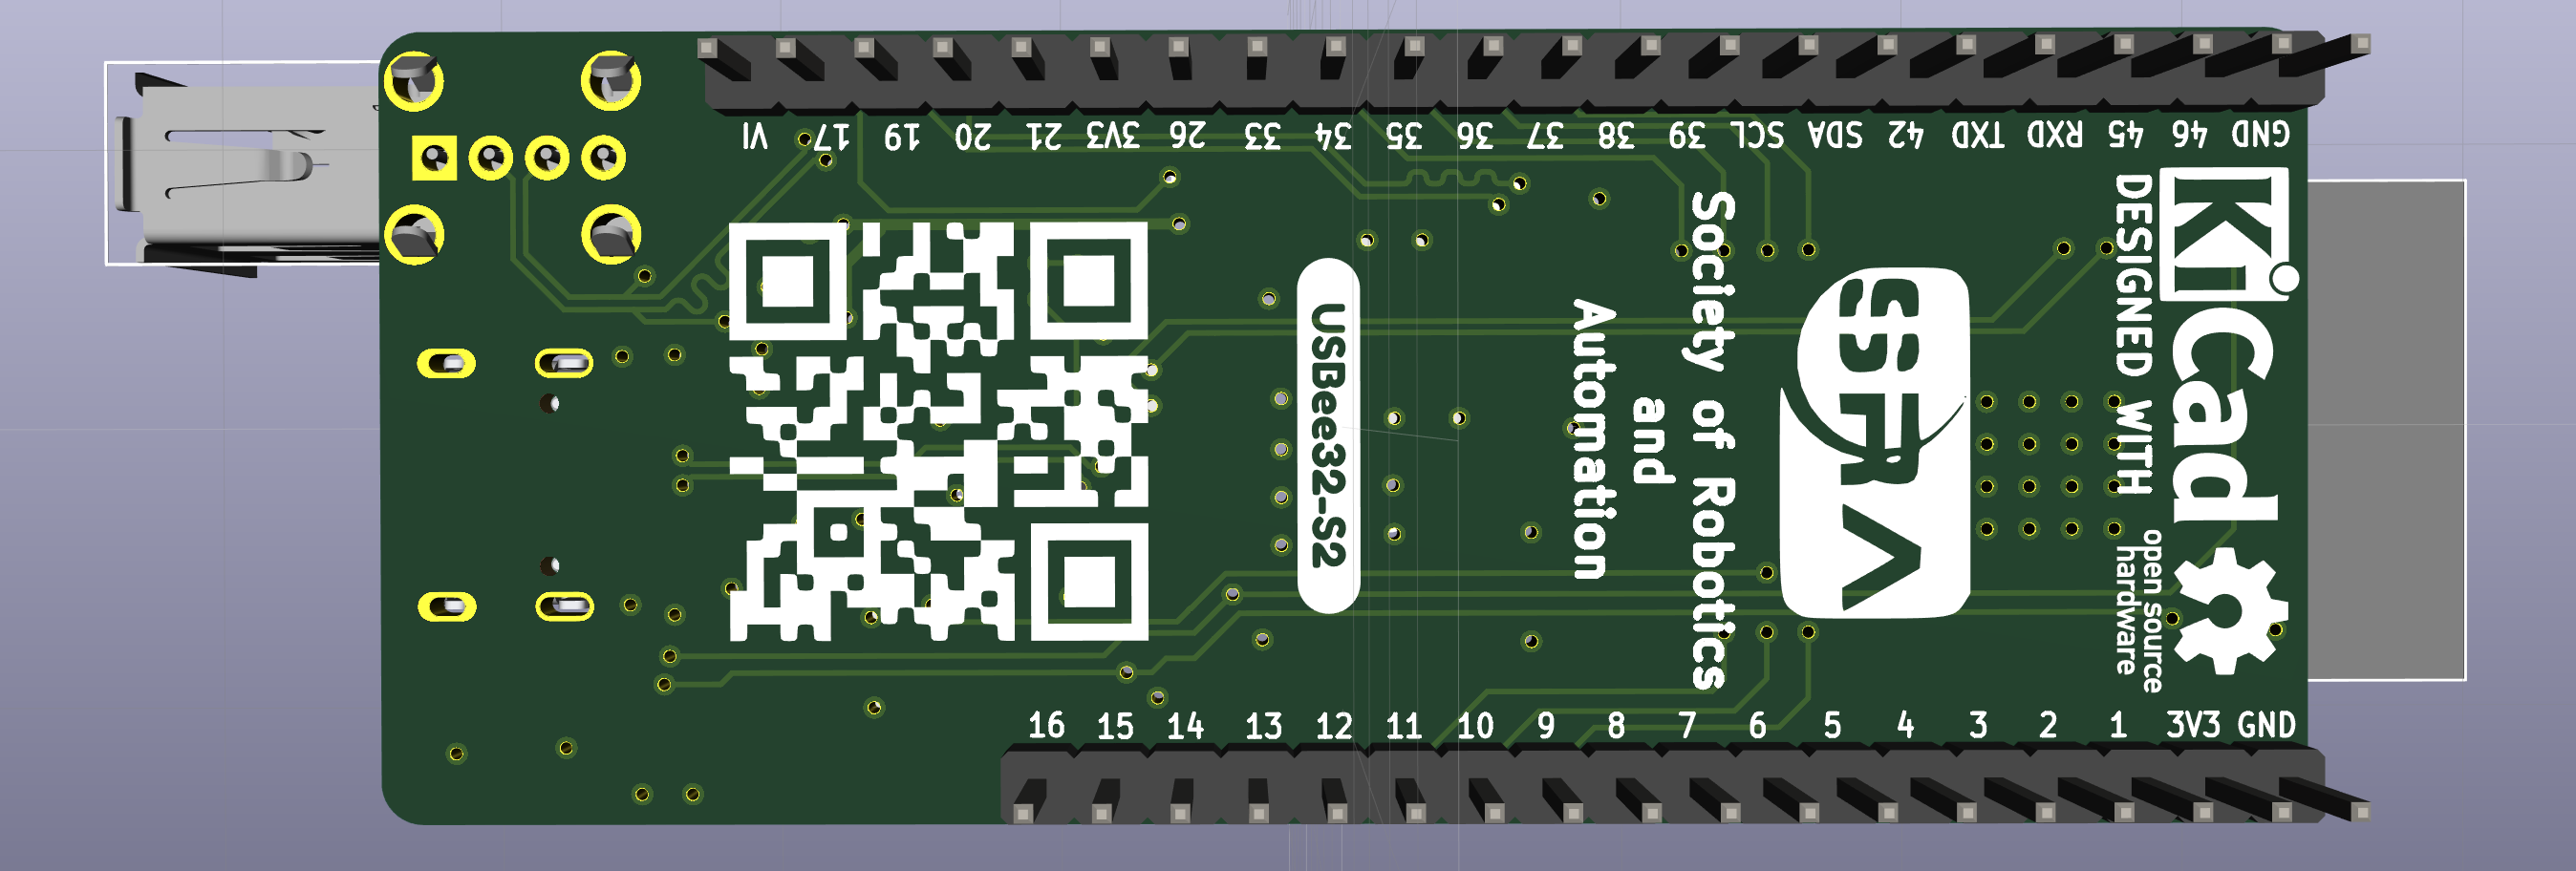 VI 17 19 20 21 3V3 26 33 34 35 36 37 38 39 SCL SDA 42 TXD RXD 45 46 GND
USBee32-S2
Society of Robotics
and
Automation
SRA
KiCad
DESIGNED WITH
open source
hardware
16 15 14 13 12 11 10 9 8 7 6 5 4 3 2 1 3V3 GND